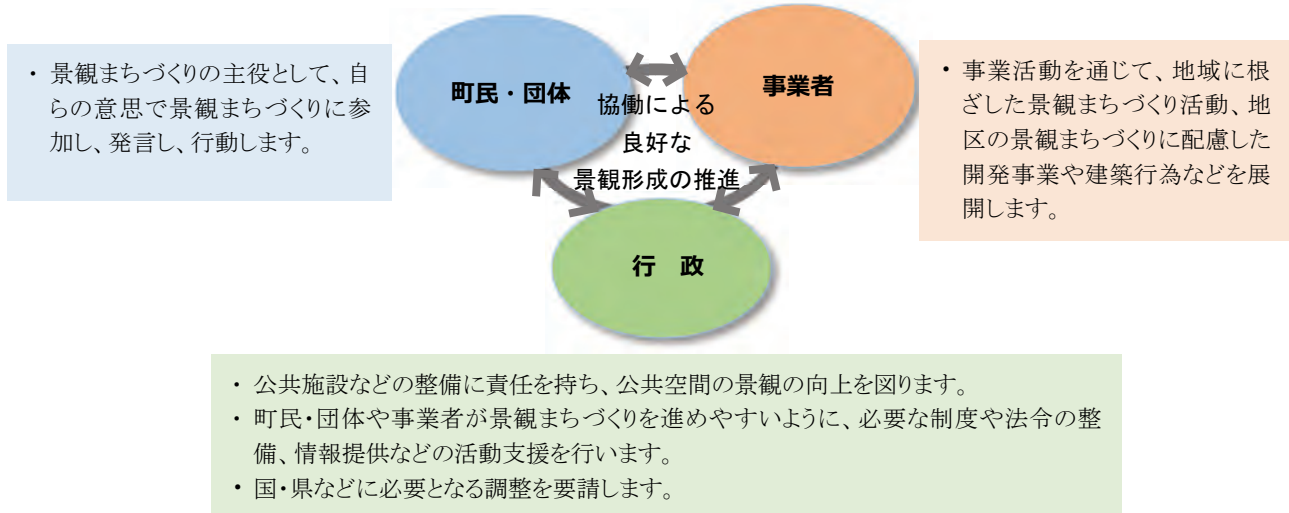 ・ 景観まちづくりの主役として、自
らの意思で景観まちづくりに参
加し、発言し、行動します。
町民・団体
協働による
良好な
景観形成の推進
事業者
・ 事業活動を通じて、地域に根
ざした景観まちづくり活動、地
区の景観まちづくりに配慮した
開発事業や建築行為などを展
開します。
行　政
・ 公共施設などの整備に責任を持ち、公共空間の景観の向上を図ります。
・ 町民・団体や事業者が景観まちづくりを進めやすいように、必要な制度や法令の整
備、情報提供などの活動支援を行います。
・ 国・県などに必要となる調整を要請します。